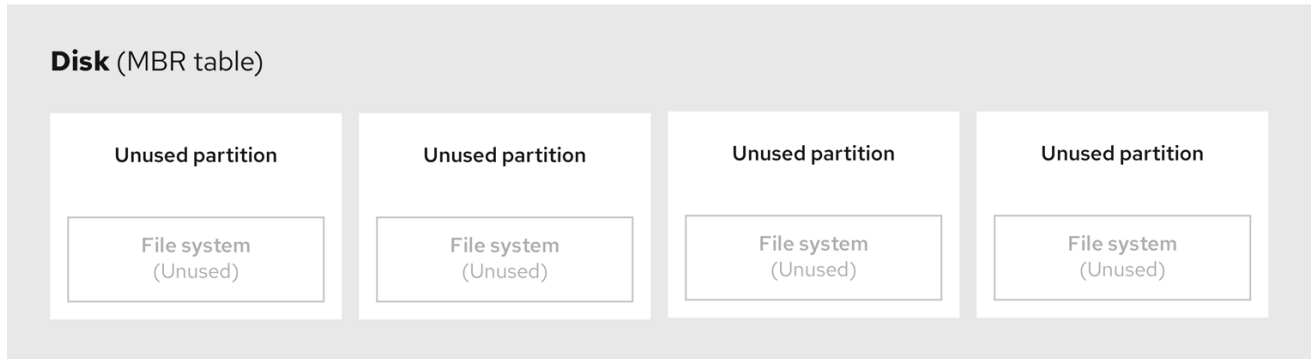 Disk (MBR table)
Unused partition
File system
(Unused)
Unused partition
File system
(Unused)
Unused partition
File system
(Unused)
Unused partition
File system
(Unused)